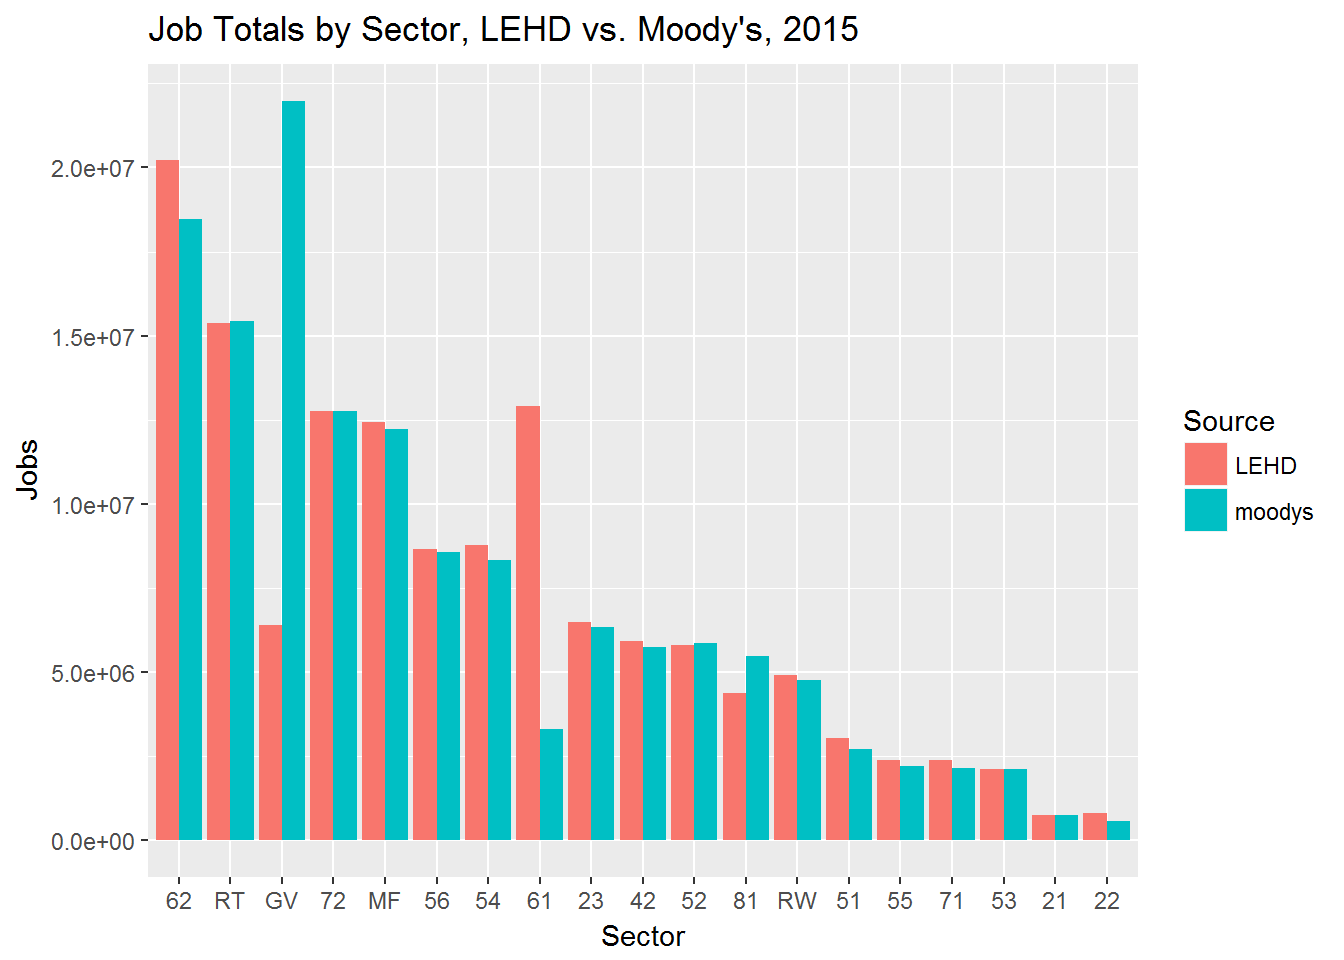 Job Totals by Sector, LEHD vs. Moody's, 2015
2.0e+07
1.5e+07
1.0e+07
5.0e+06
0.0e+00
Jobs
62 RT GV 72 MF 56 54 61 23 42 52 81 RW 51 55 71 53 21 22
Sector
Source
LEHD
moodys